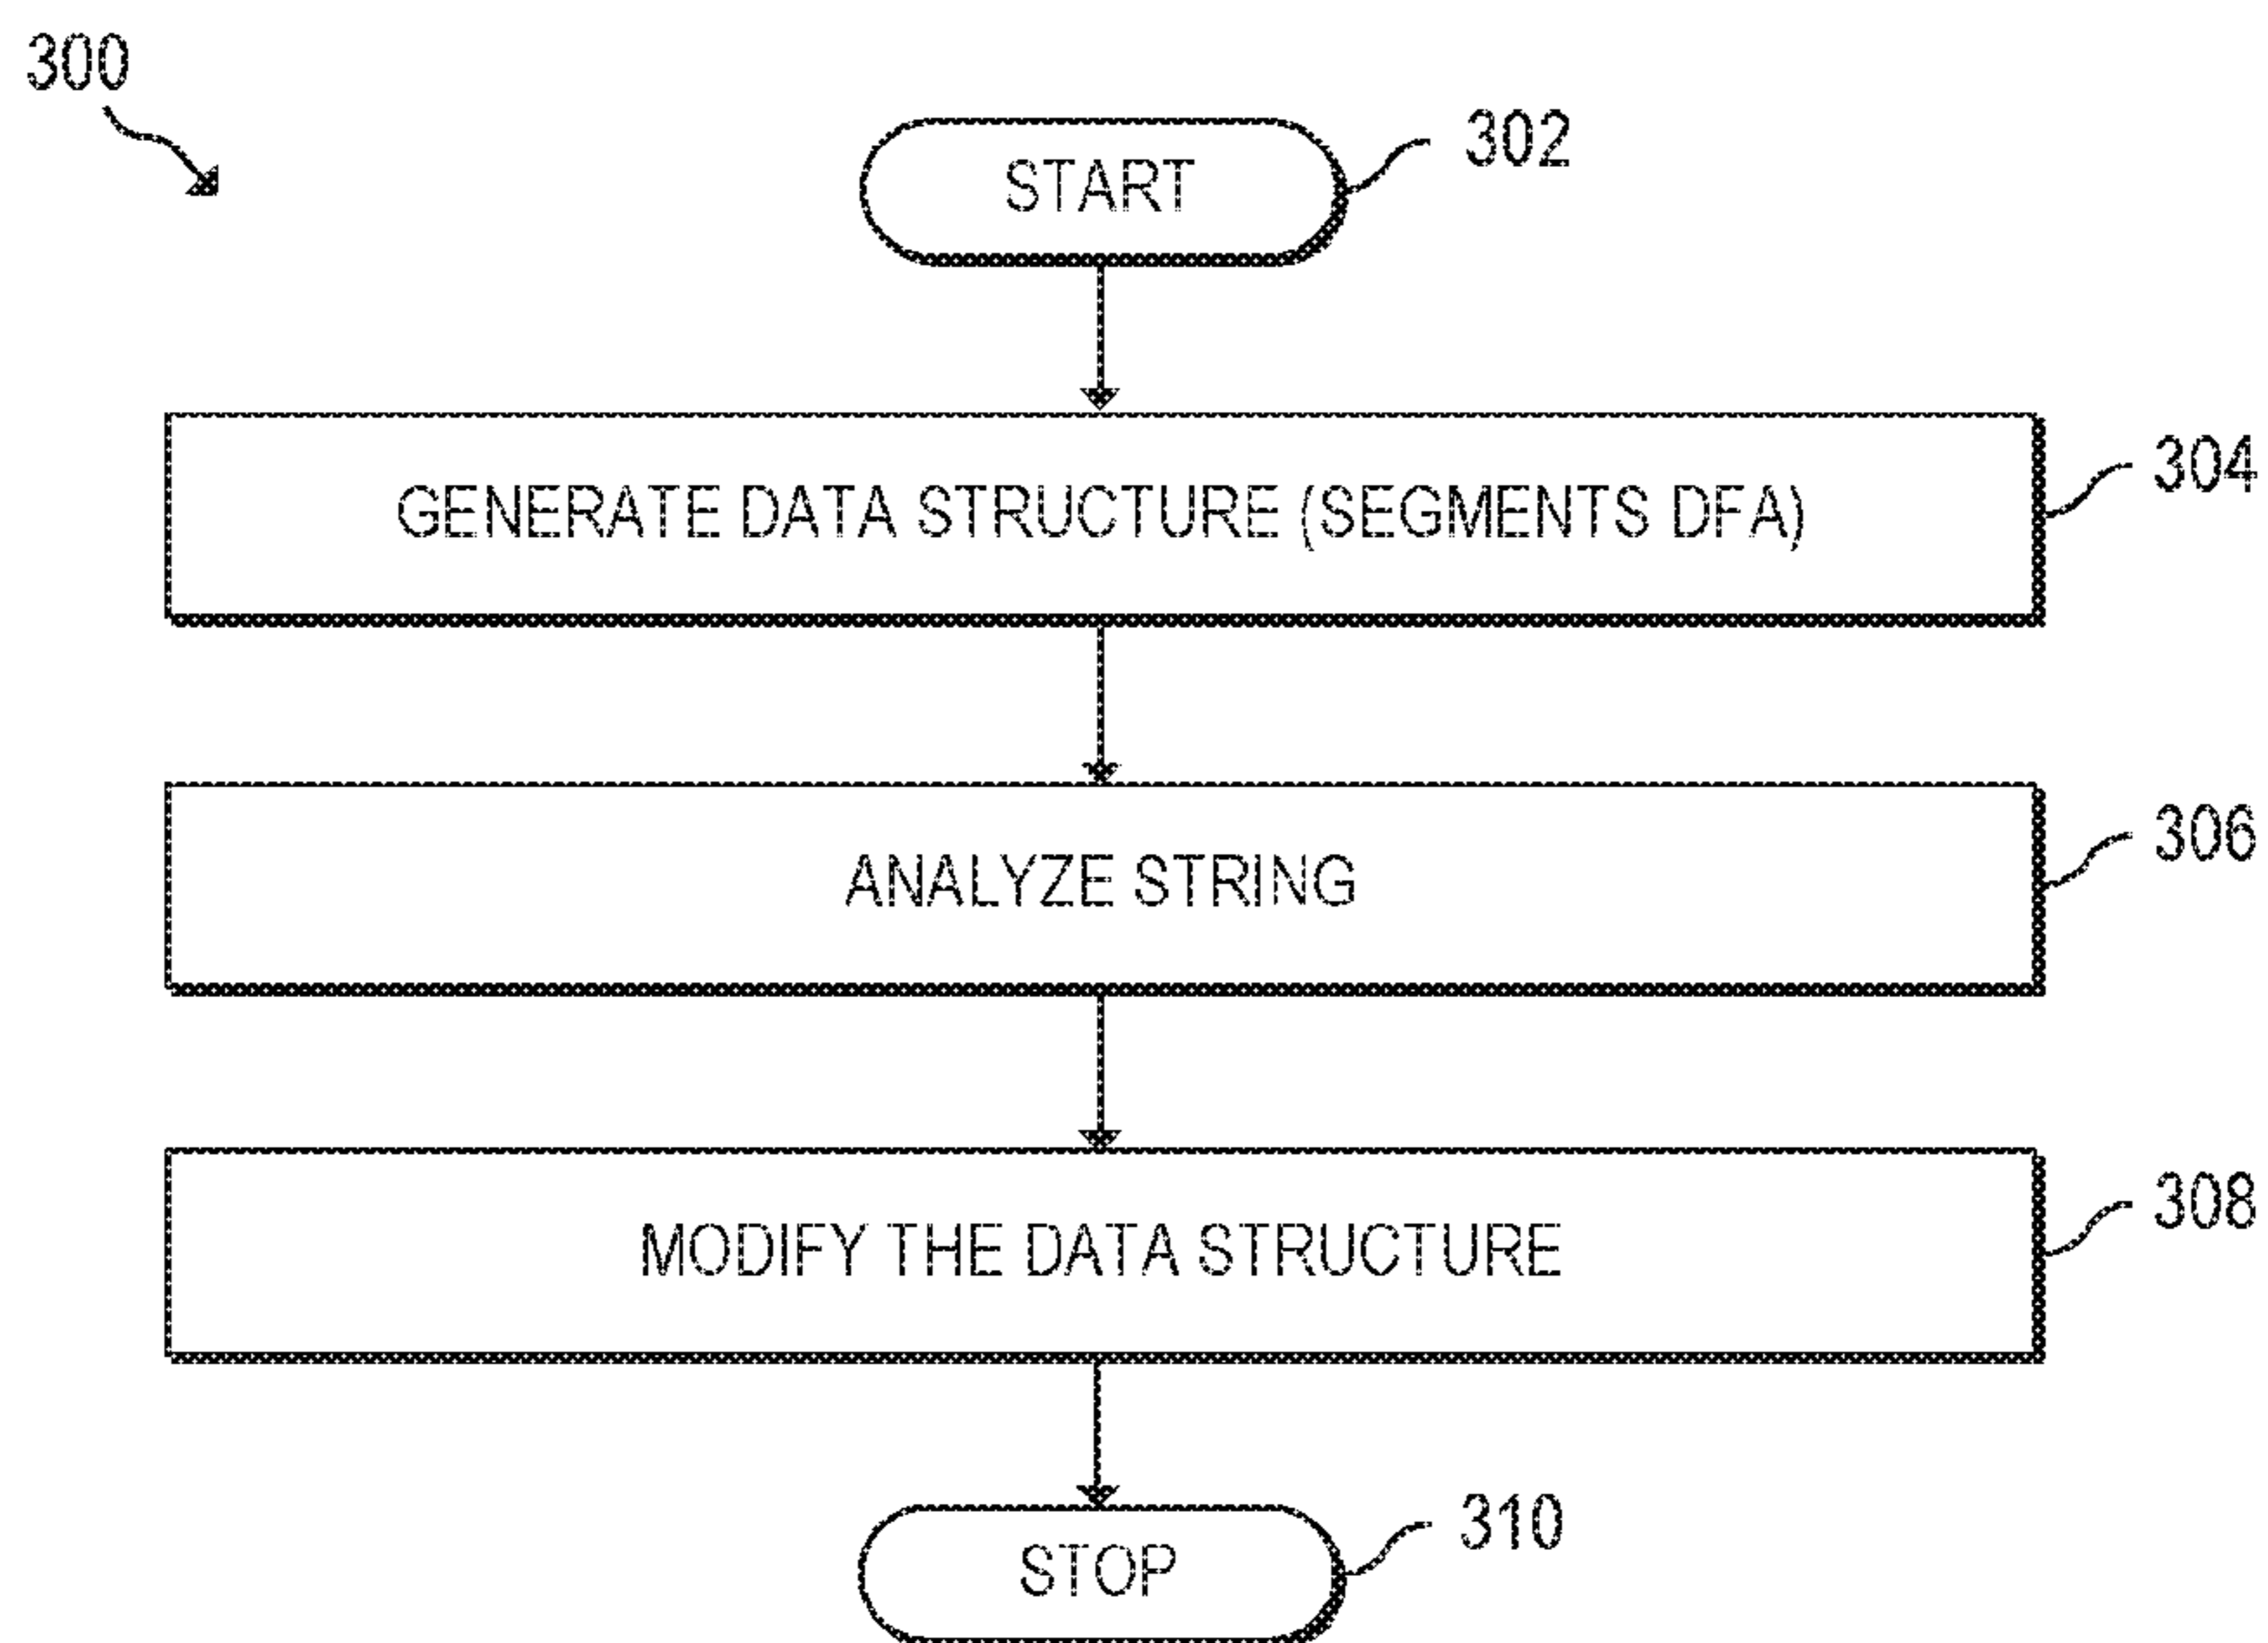 300
START
302
GENERATE DATA STRUCTURE (SEGMENTS DFA)
304
ANALYZE STRING
306
MODIFY THE DATA STRUCTURE
308
STOP
310